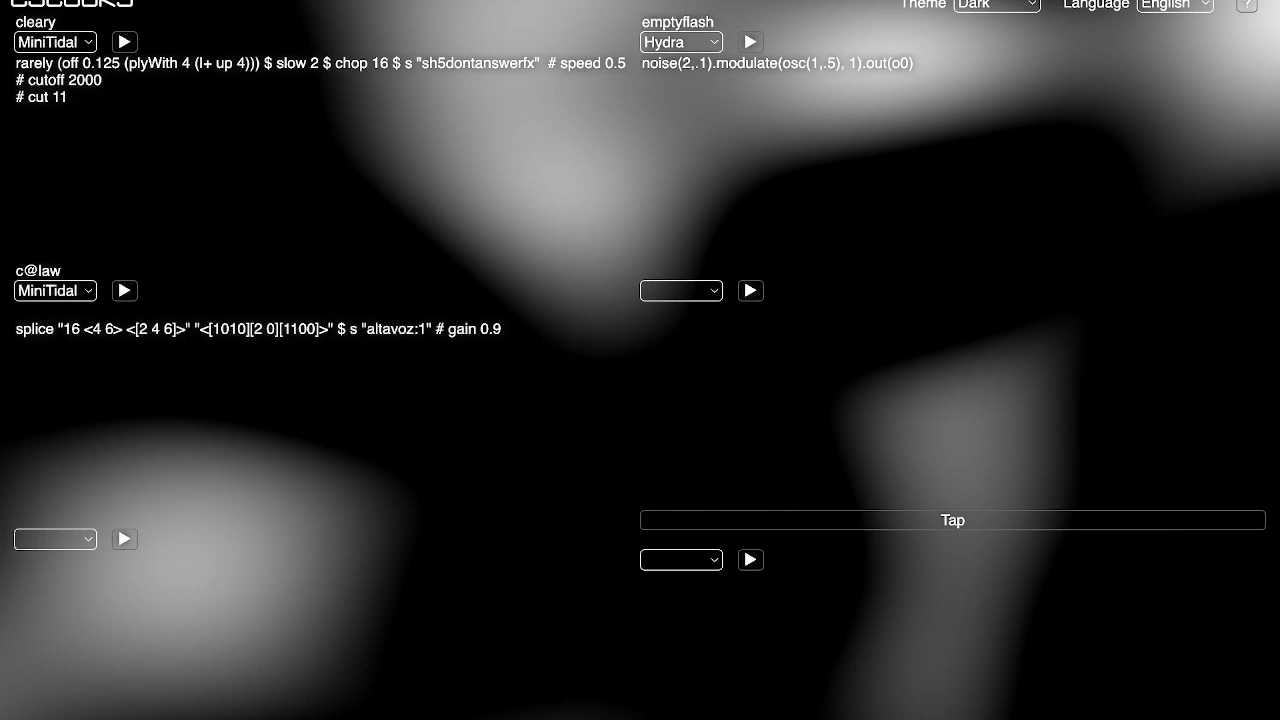 Theme Dark Language English ?
cleary
MiniTidal
rarely (off 0.125 (plyWith 4 (|+ up 4))) $ slow 2 $ chop 16 $ s "sh5dontanswerfx" # speed 0.5
# cutoff 2000
# cut 11
emptyflash
Hydra
noise(2,.1).modulate(osc(1,.5), 1).out(o0)
c@law
MiniTidal
splice "16 <4 6> <[2 4 6]>" "<[1010][2 0][1100]>" $ s "altavoz:1" # gain 0.9
Tap